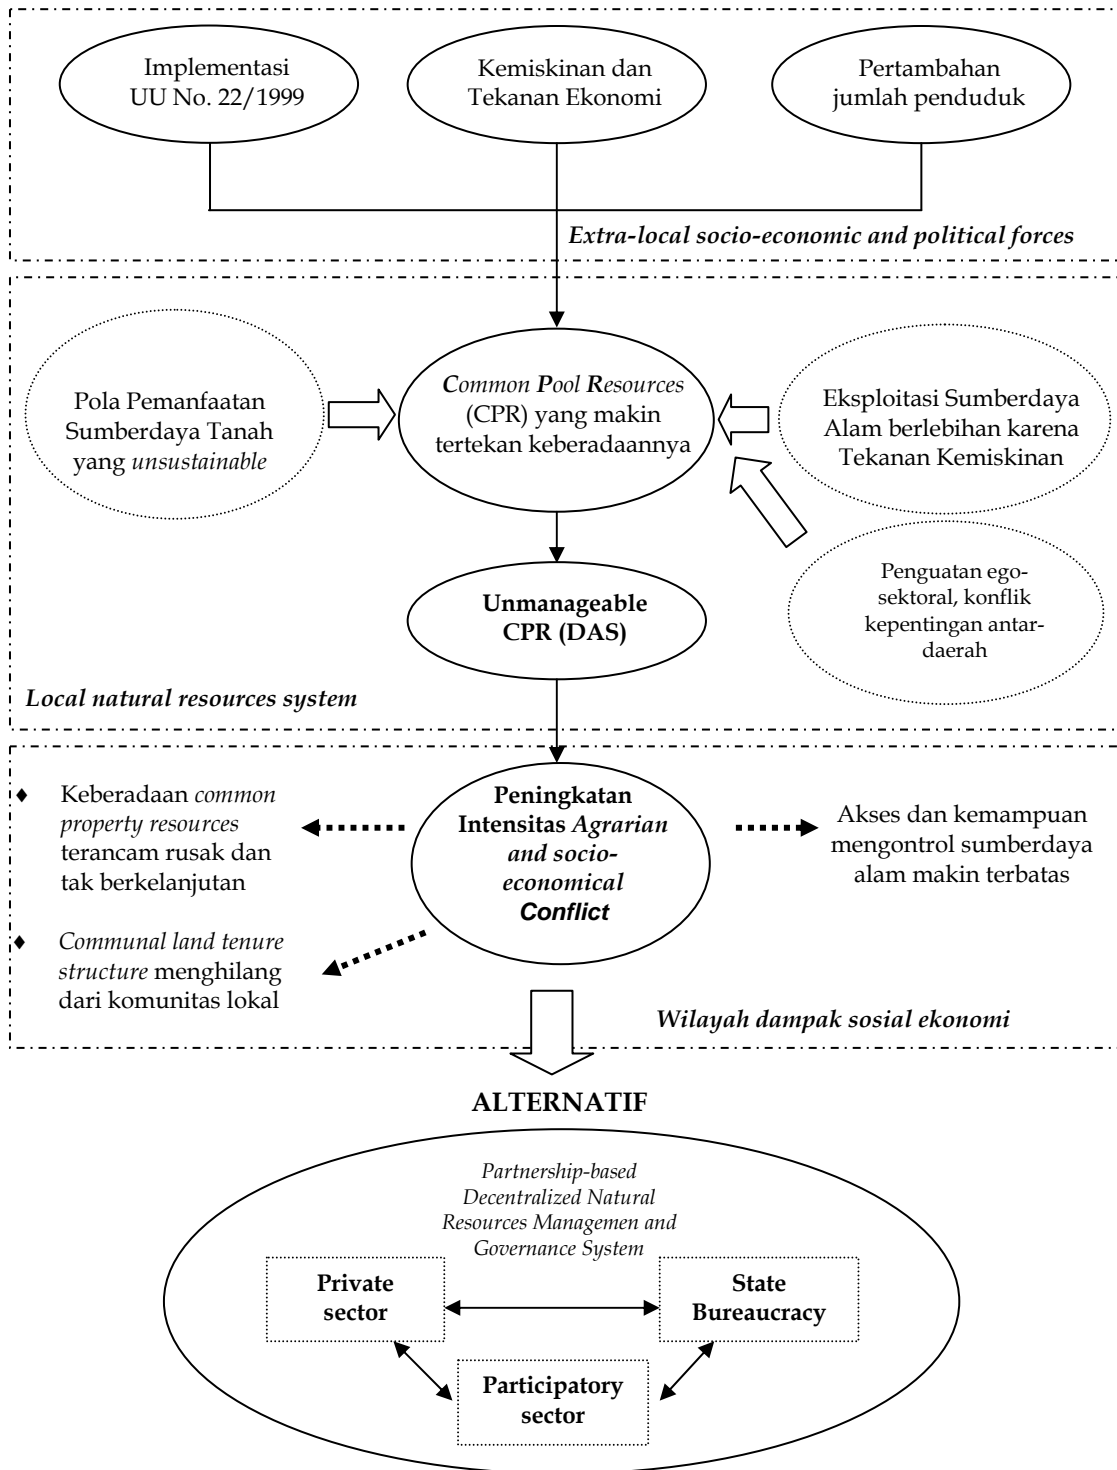 Implementasi
UU No. 22/1999
Kemiskinan dan
Tekanan Ekonomi
Pertambahan
jumlah penduduk
Extra-local socio-economic and political forces
Pola Pemanfaatan
Sumberdaya Tanah
yang unsustainable
Common Pool Resources
(CPR) yang makin
tertekan keberadaannya
Eksploitasi Sumberdaya
Alam berlebihan karena
Tekanan Kemiskinan
Penguatan ego-
sektoral, konflik
kepentingan antar-
daerah
Unmanageable
CPR (DAS)
Local natural resources system
♦ Keberadaan common
property resources
terancam rusak dan
tak berkelanjutan
♦ Communal land tenure
structure menghilang
dari komunitas lokal
Peningkatan
Intensitas Agrarian
and socio-
economical
Conflict
Akses dan kemampuan
mengontrol sumberdaya
alam makin terbatas
Wilayah dampak sosial ekonomi
ALTERNATIF
Partnership-based
Decentralized Natural
Resources Managemen and
Governance System
Private
sector
State
Bureaucracy
Participatory
sector